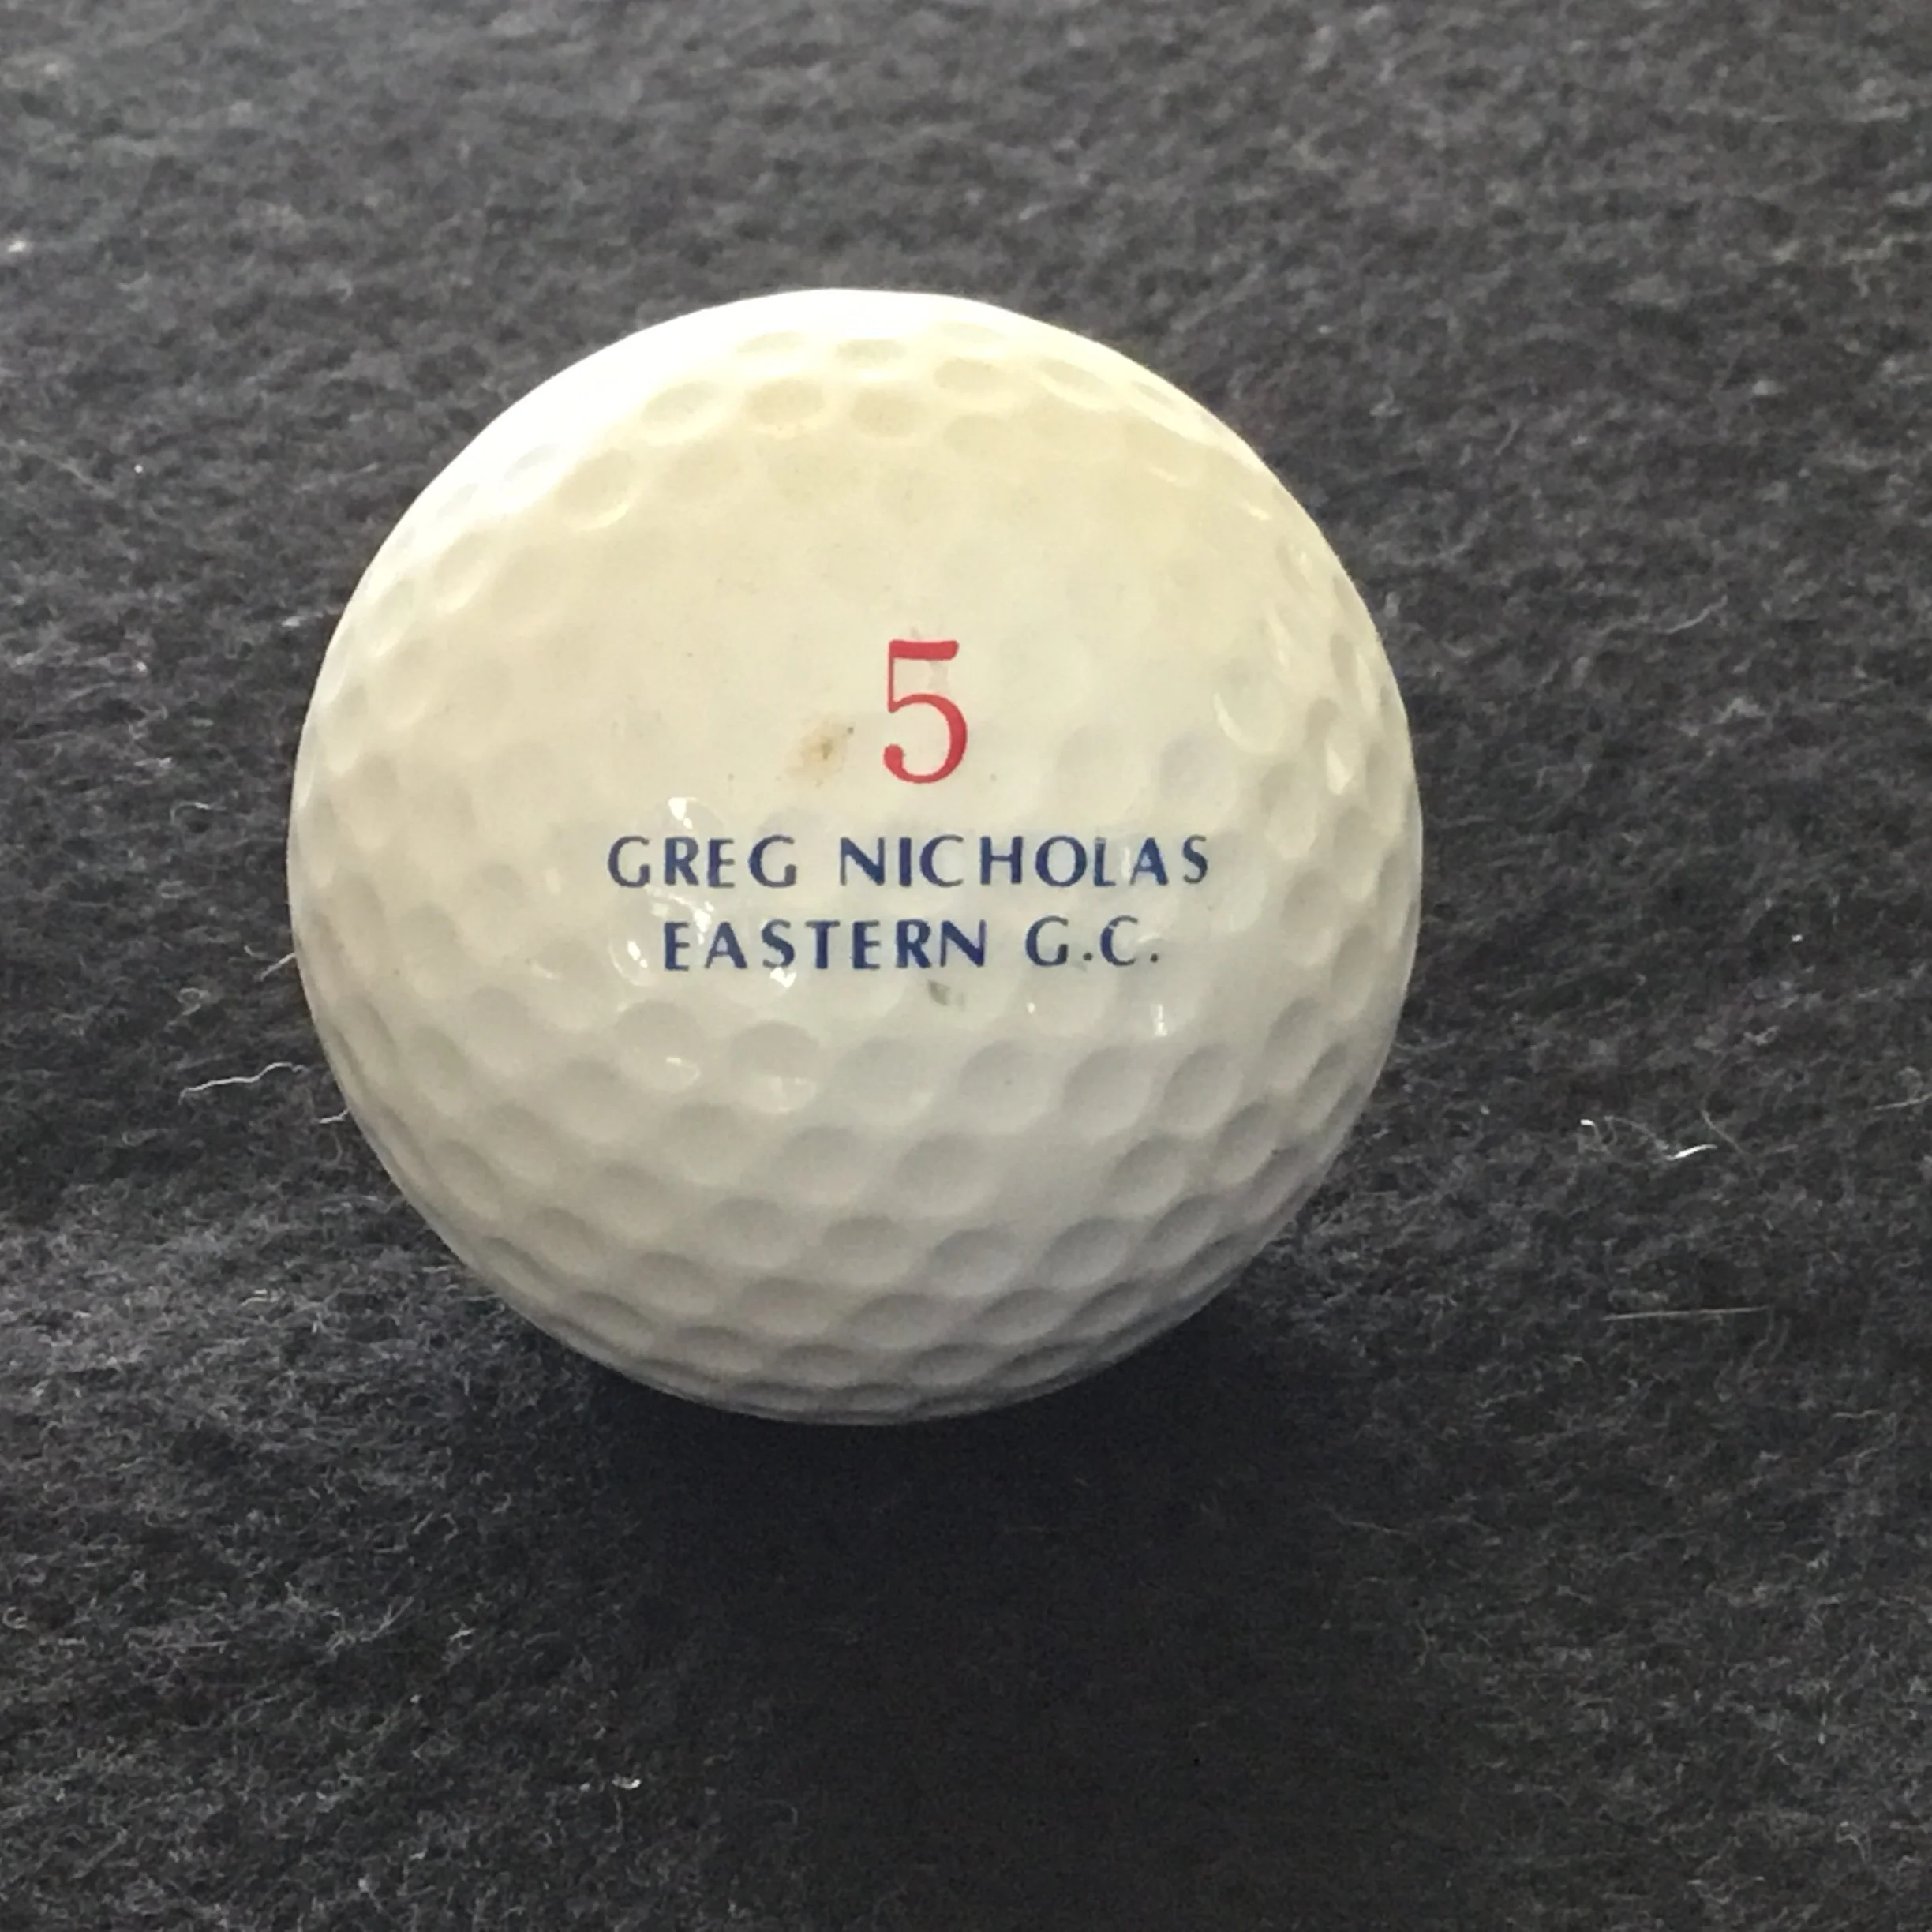 5
GREG NICHOLAS
EASTERN G.C.